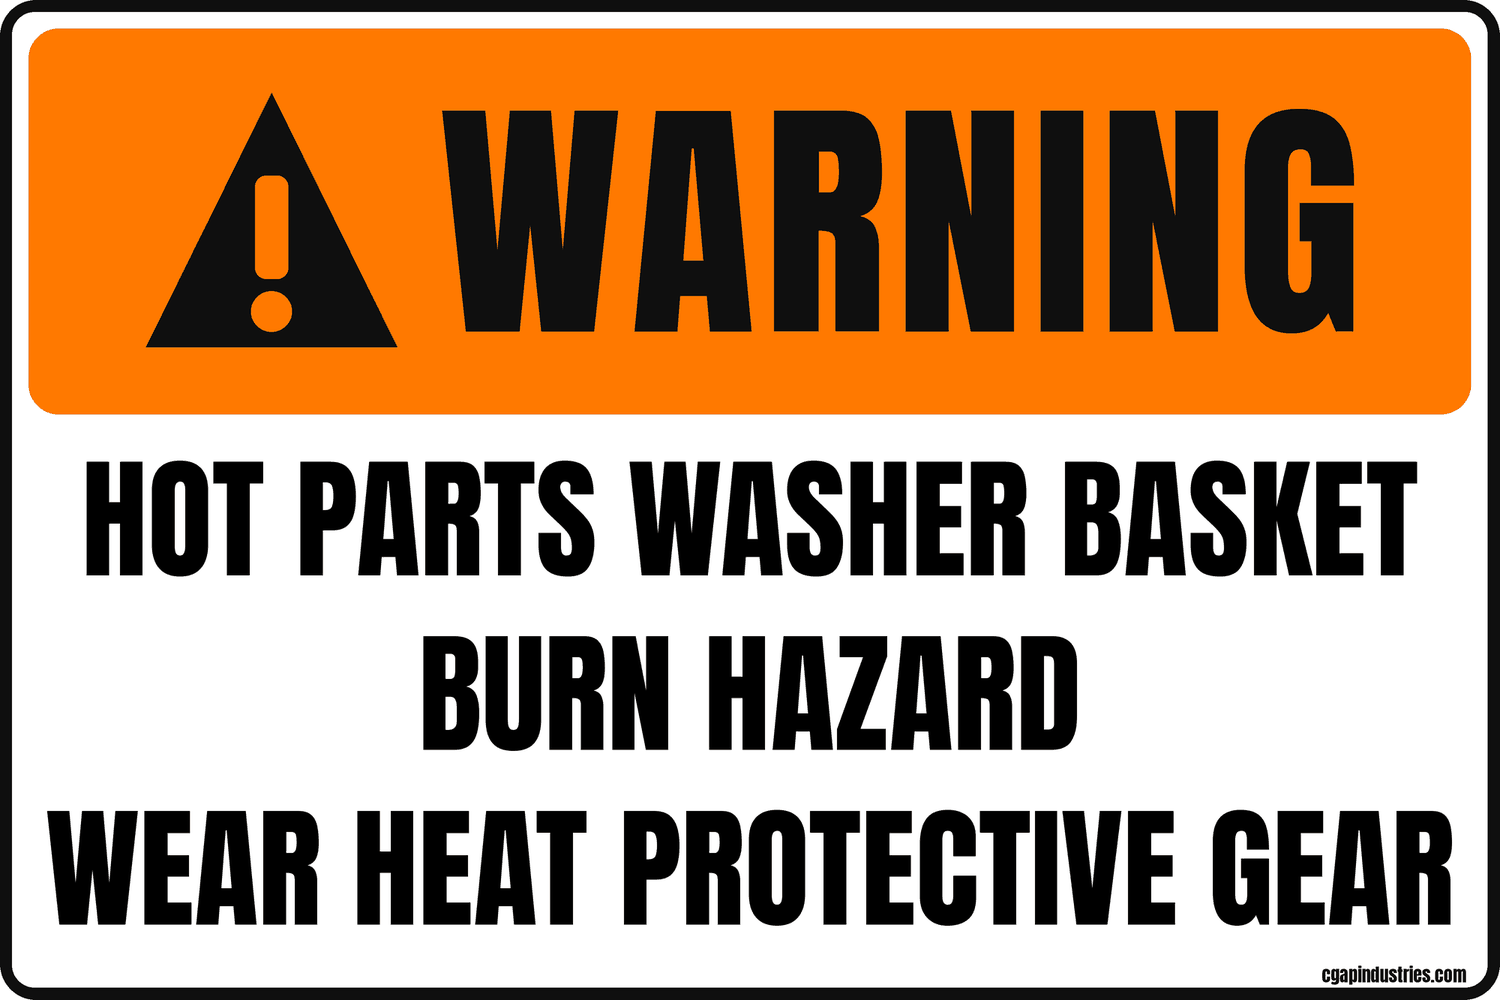 WARNING
HOT PARTS WASHER BASKET
BURN HAZARD
WEAR HEAT PROTECTIVE GEAR
cgapindustries.com